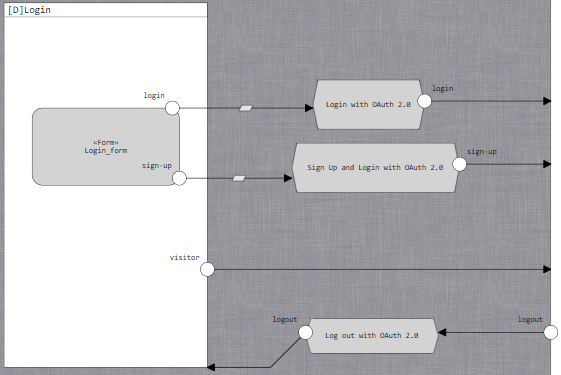 [D]Login
login
«Form»
Login_form
sign-up
Login with OAuth 2.0
login
Sign Up and Login with OAuth 2.0
sign-up
visitor
logout
Log out with OAuth 2.0
logout